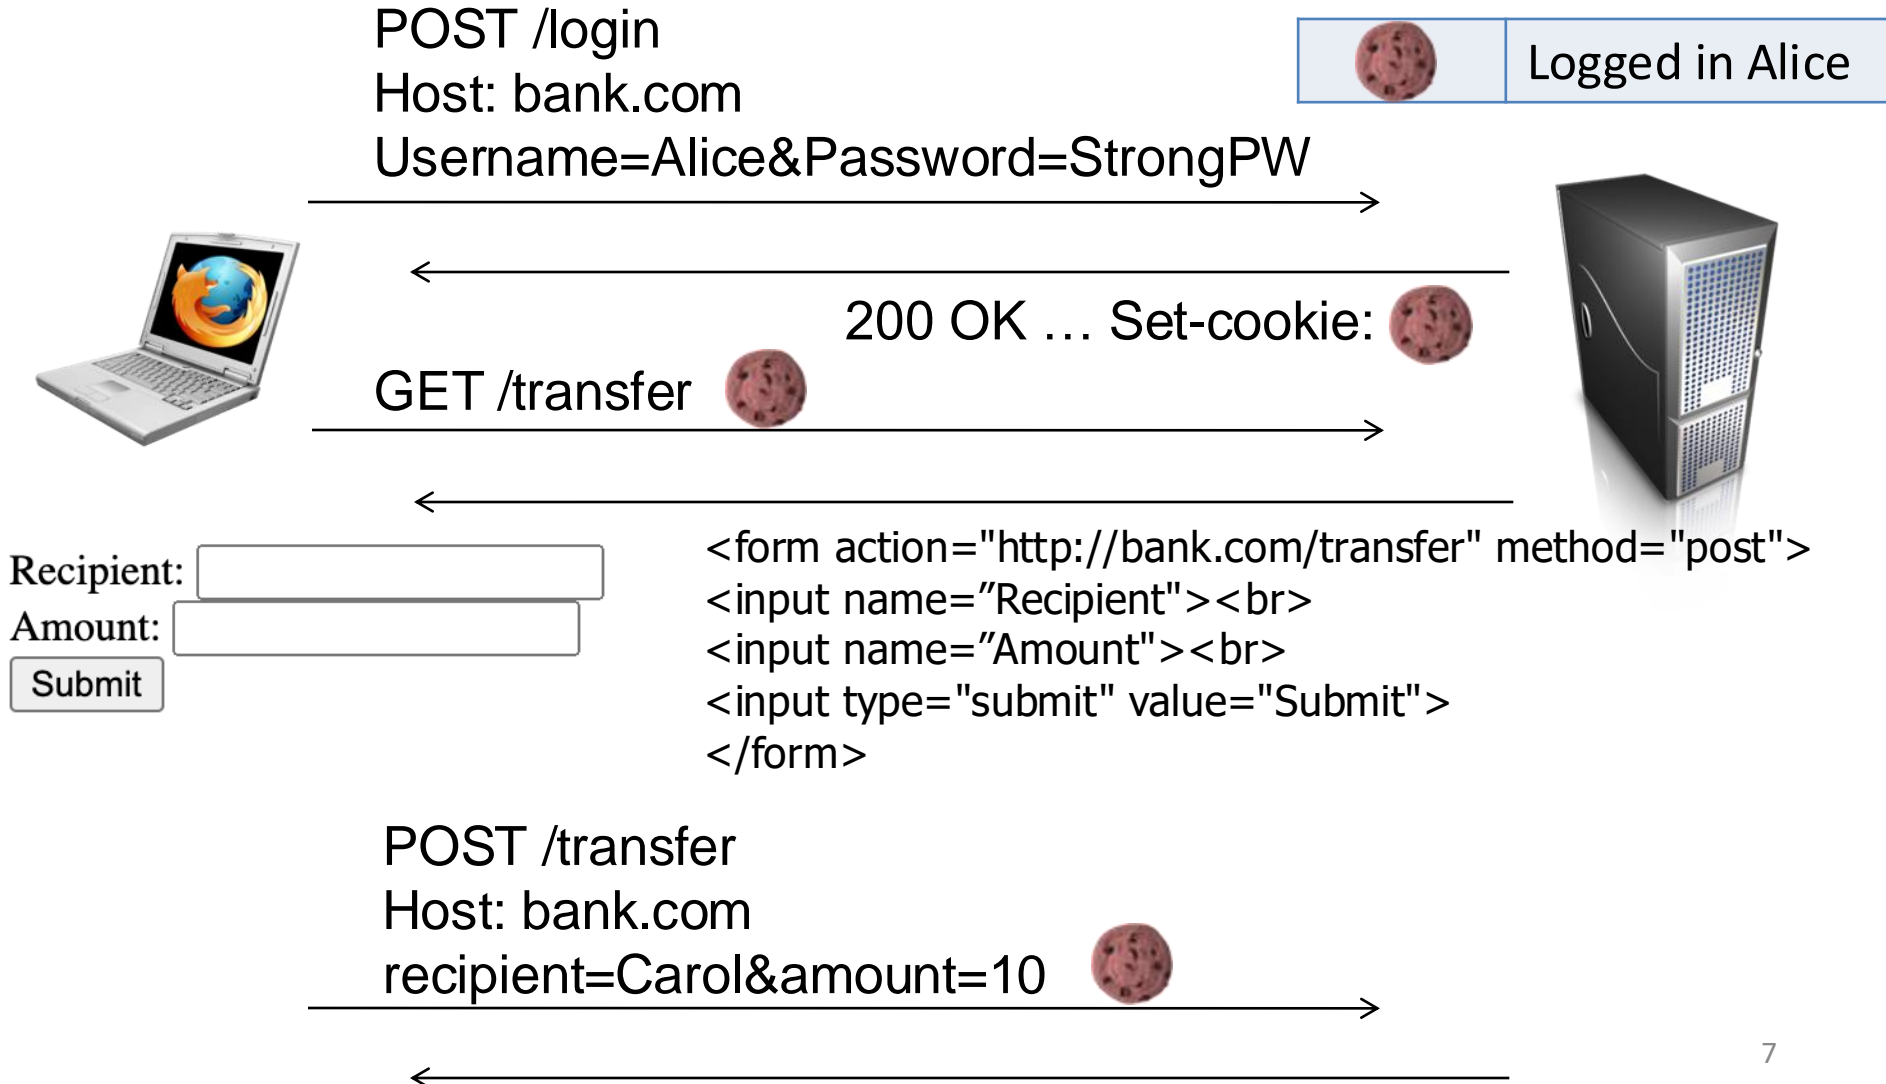 POST /login
Host: bank.com
Username=Alice&Password=StrongPW
Logged in Alice
200 OK … Set-cookie:
GET /transfer
Recipient:
Amount:
Submit
<form action="http://bank.com/transfer" method="post">
<input name=”Recipient"><br>
<input name=”Amount"><br>
<input type="submit" value="Submit">
</form>
POST /transfer
Host: bank.com
recipient=Carol&amount=10
7